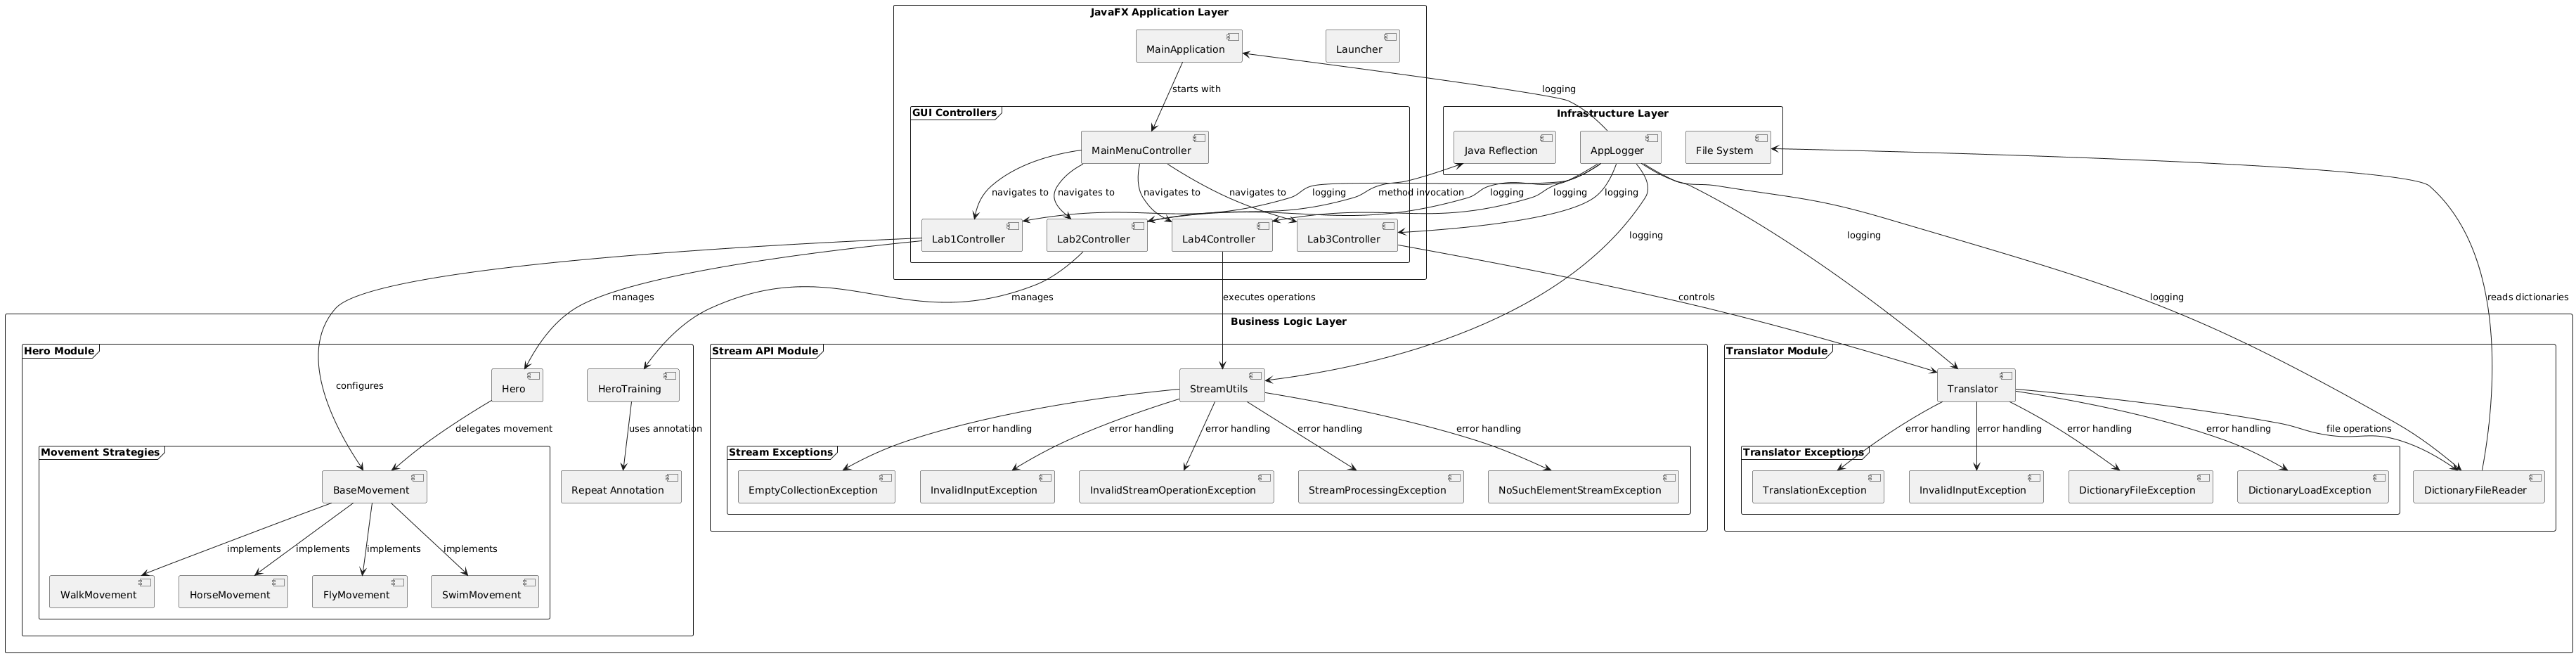 JavaFX Application Layer
MainApplication
Launcher
starts with
logging
GUI Controllers
Infrastructure Layer
MainMenuController
Java Reflection
AppLogger
File System
navigates to
navigates to
navigates to
navigates to
logging
method invocation
logging
logging
logging
Lab1Controller
Lab2Controller
Lab4Controller
Lab3Controller
logging
logging
manages
manages
executes operations
controls
logging
reads dictionaries
Business Logic Layer
Hero Module
Stream API Module
Translator Module
configures
Hero
HeroTraining
StreamUtils
Translator
delegates movement
uses annotation
error handling
error handling
error handling
error handling
error handling
error handling
error handling
error handling
error handling
file operations
Movement Strategies
Stream Exceptions
Translator Exceptions
BaseMovement
Repeat Annotation
EmptyCollectionException
InvalidInputException
InvalidStreamOperationException
StreamProcessingException
NoSuchElementStreamException
TranslationException
InvalidInputException
DictionaryFileException
DictionaryLoadException
DictionaryFileReader
implements
implements
implements
implements
WalkMovement
HorseMovement
FlyMovement
SwimMovement